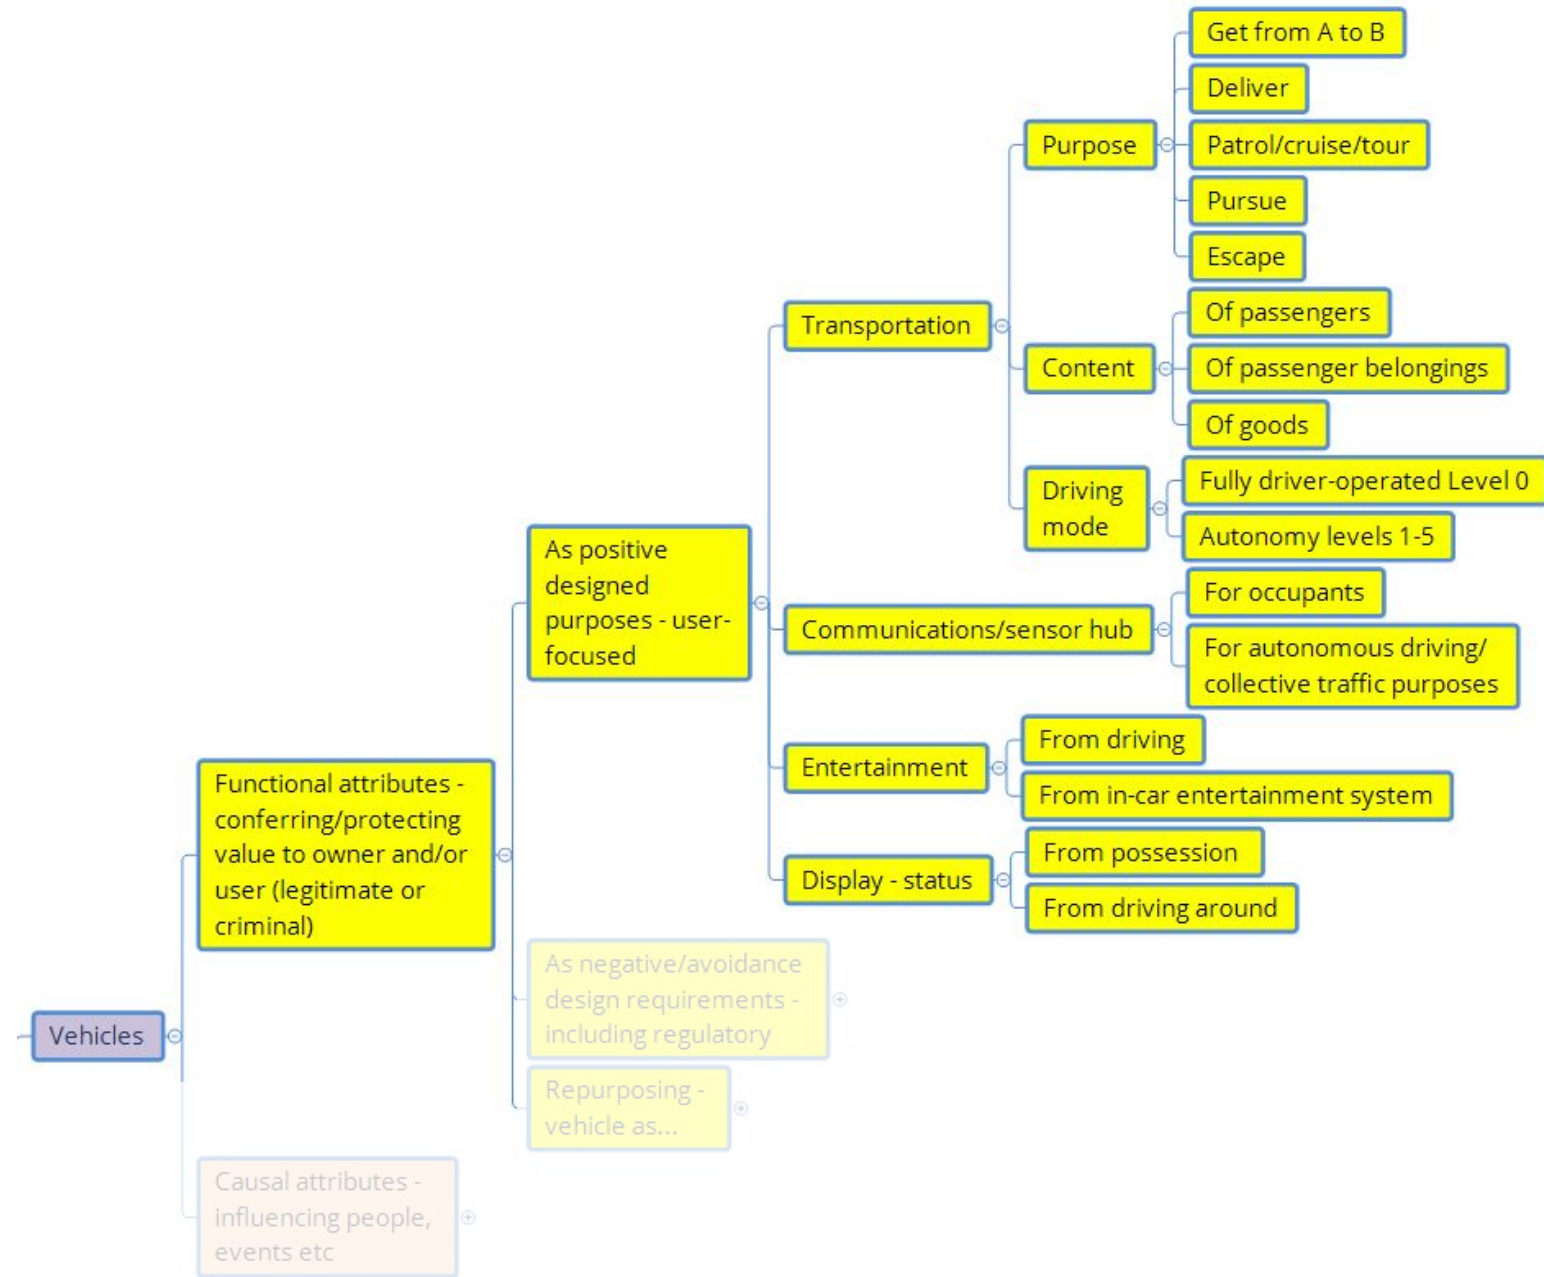 Get from A to B
Deliver
Purpose
Patrol/cruise/tour
Pursue
Escape
Transportation
Of passengers
Content
Of passenger belongings
Of goods
Driving
mode
Fully driver-operated Level 0
Autonomy levels 1-5
As positive
designed
purposes - user-
focused
Communications/sensor hub
For occupants
For autonomous driving/
collective traffic purposes
Entertainment
From driving
From in-car entertainment system
Display - status
From possession
From driving around
Functional attributes -
conferring/protecting
value to owner and/or
user (legitimate or
criminal)
As negative/avoidance
design requirements -
including regulatory
Vehicles
Repurposing -
vehicle as...
Causal attributes -
influencing people,
events etc